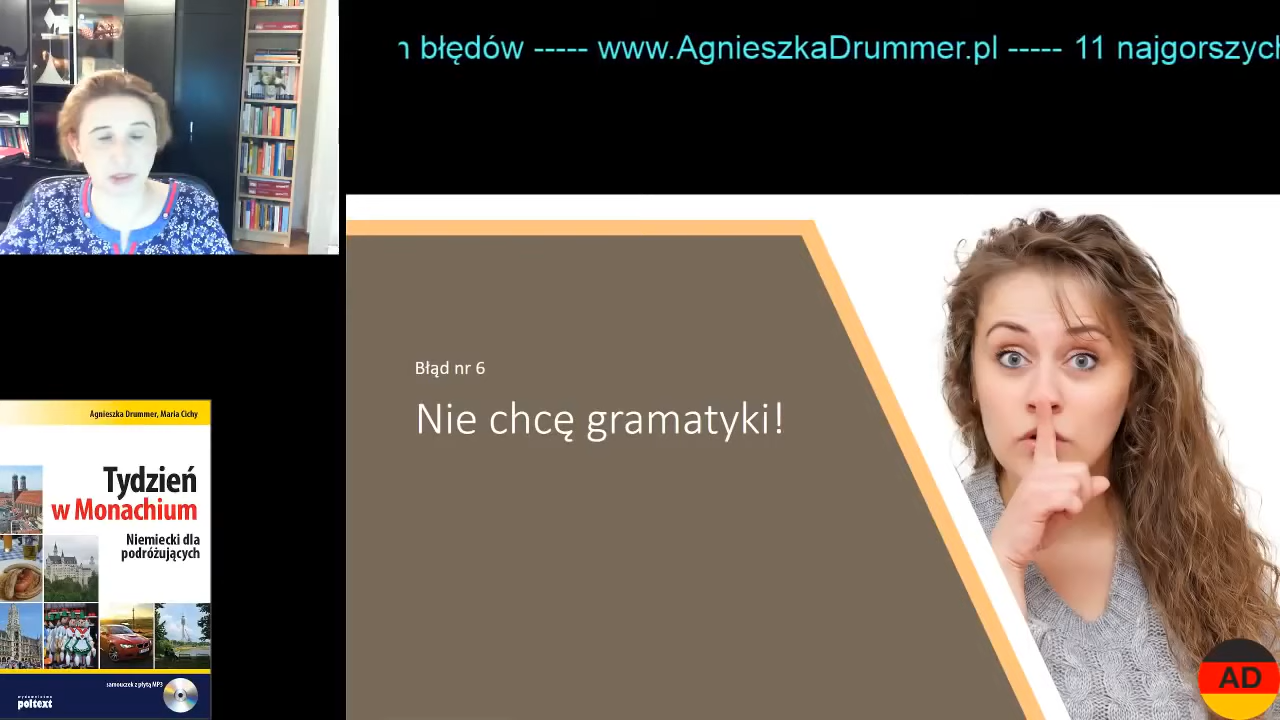 błędów ----- www.AgnieszkaDrummer.pl ----- 11 najgorszych
Błąd nr 6
Nie chcę gramatyki!
Agnieszka Drummer, Maria Cichy
Tydzień
w Monachium
Niemiecki dla
podróżujących
samouczek z płytą MP3
wydawnictwo
poltext
AD